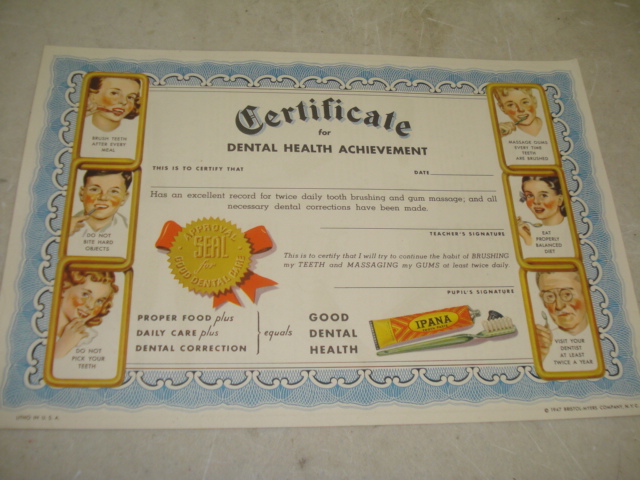 Certificate
for
DENTAL HEALTH ACHIEVEMENT
THIS IS TO CERTIFY THAT
DATE
Has an excellent record for twice daily tooth brushing and gum massage; and all
necessary dental corrections have been made.
TEACHER'S SIGNATURE
This is to certify that I will try to continue the habit of BRUSHING
my TEETH and MASSAGING my GUMS at least twice daily
PUPIL'S SIGNATURE
APPROVAL
SEAL
for
GOOD DENTAL CARE
PROPER FOOD plus
DAILY CARE plus
DENTAL CORRECTION
equals
GOOD
DENTAL
HEALTH
IPANA
BRUSH TEETH
AFTER EVERY
MEAL
DO NOT
BITE HARD
OBJECTS
DO NOT
PICK YOUR
TEETH
MASSAGE GUMS
EVERY TIME
TEETH
ARE BRUSHED
EAT
PROPERLY
BALANCED
DIET
VISIT YOUR
DENTIST
AT LEAST
TWICE A YEAR
LITHO IN U.S.A.
© 1947 BRISTOL-MYERS COMPANY, N.Y.